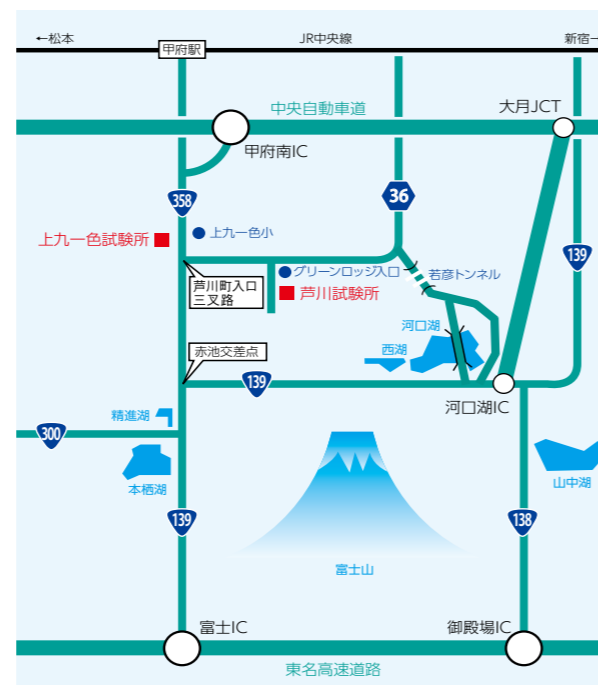 ←松本
JR中央線
新宿→
甲府駅
中央自動車道
大月JCT
甲府南IC
358
36
上九一色小
上九一色試験所
139
グリーンロッジ入口
若彦トンネル
芦川町入口
三叉路
芦川試験所
河口湖
西湖
赤池交差点
139
河口湖IC
精進湖
300
本栖湖
山中湖
139
138
富士山
富士IC
御殿場IC
東名高速道路